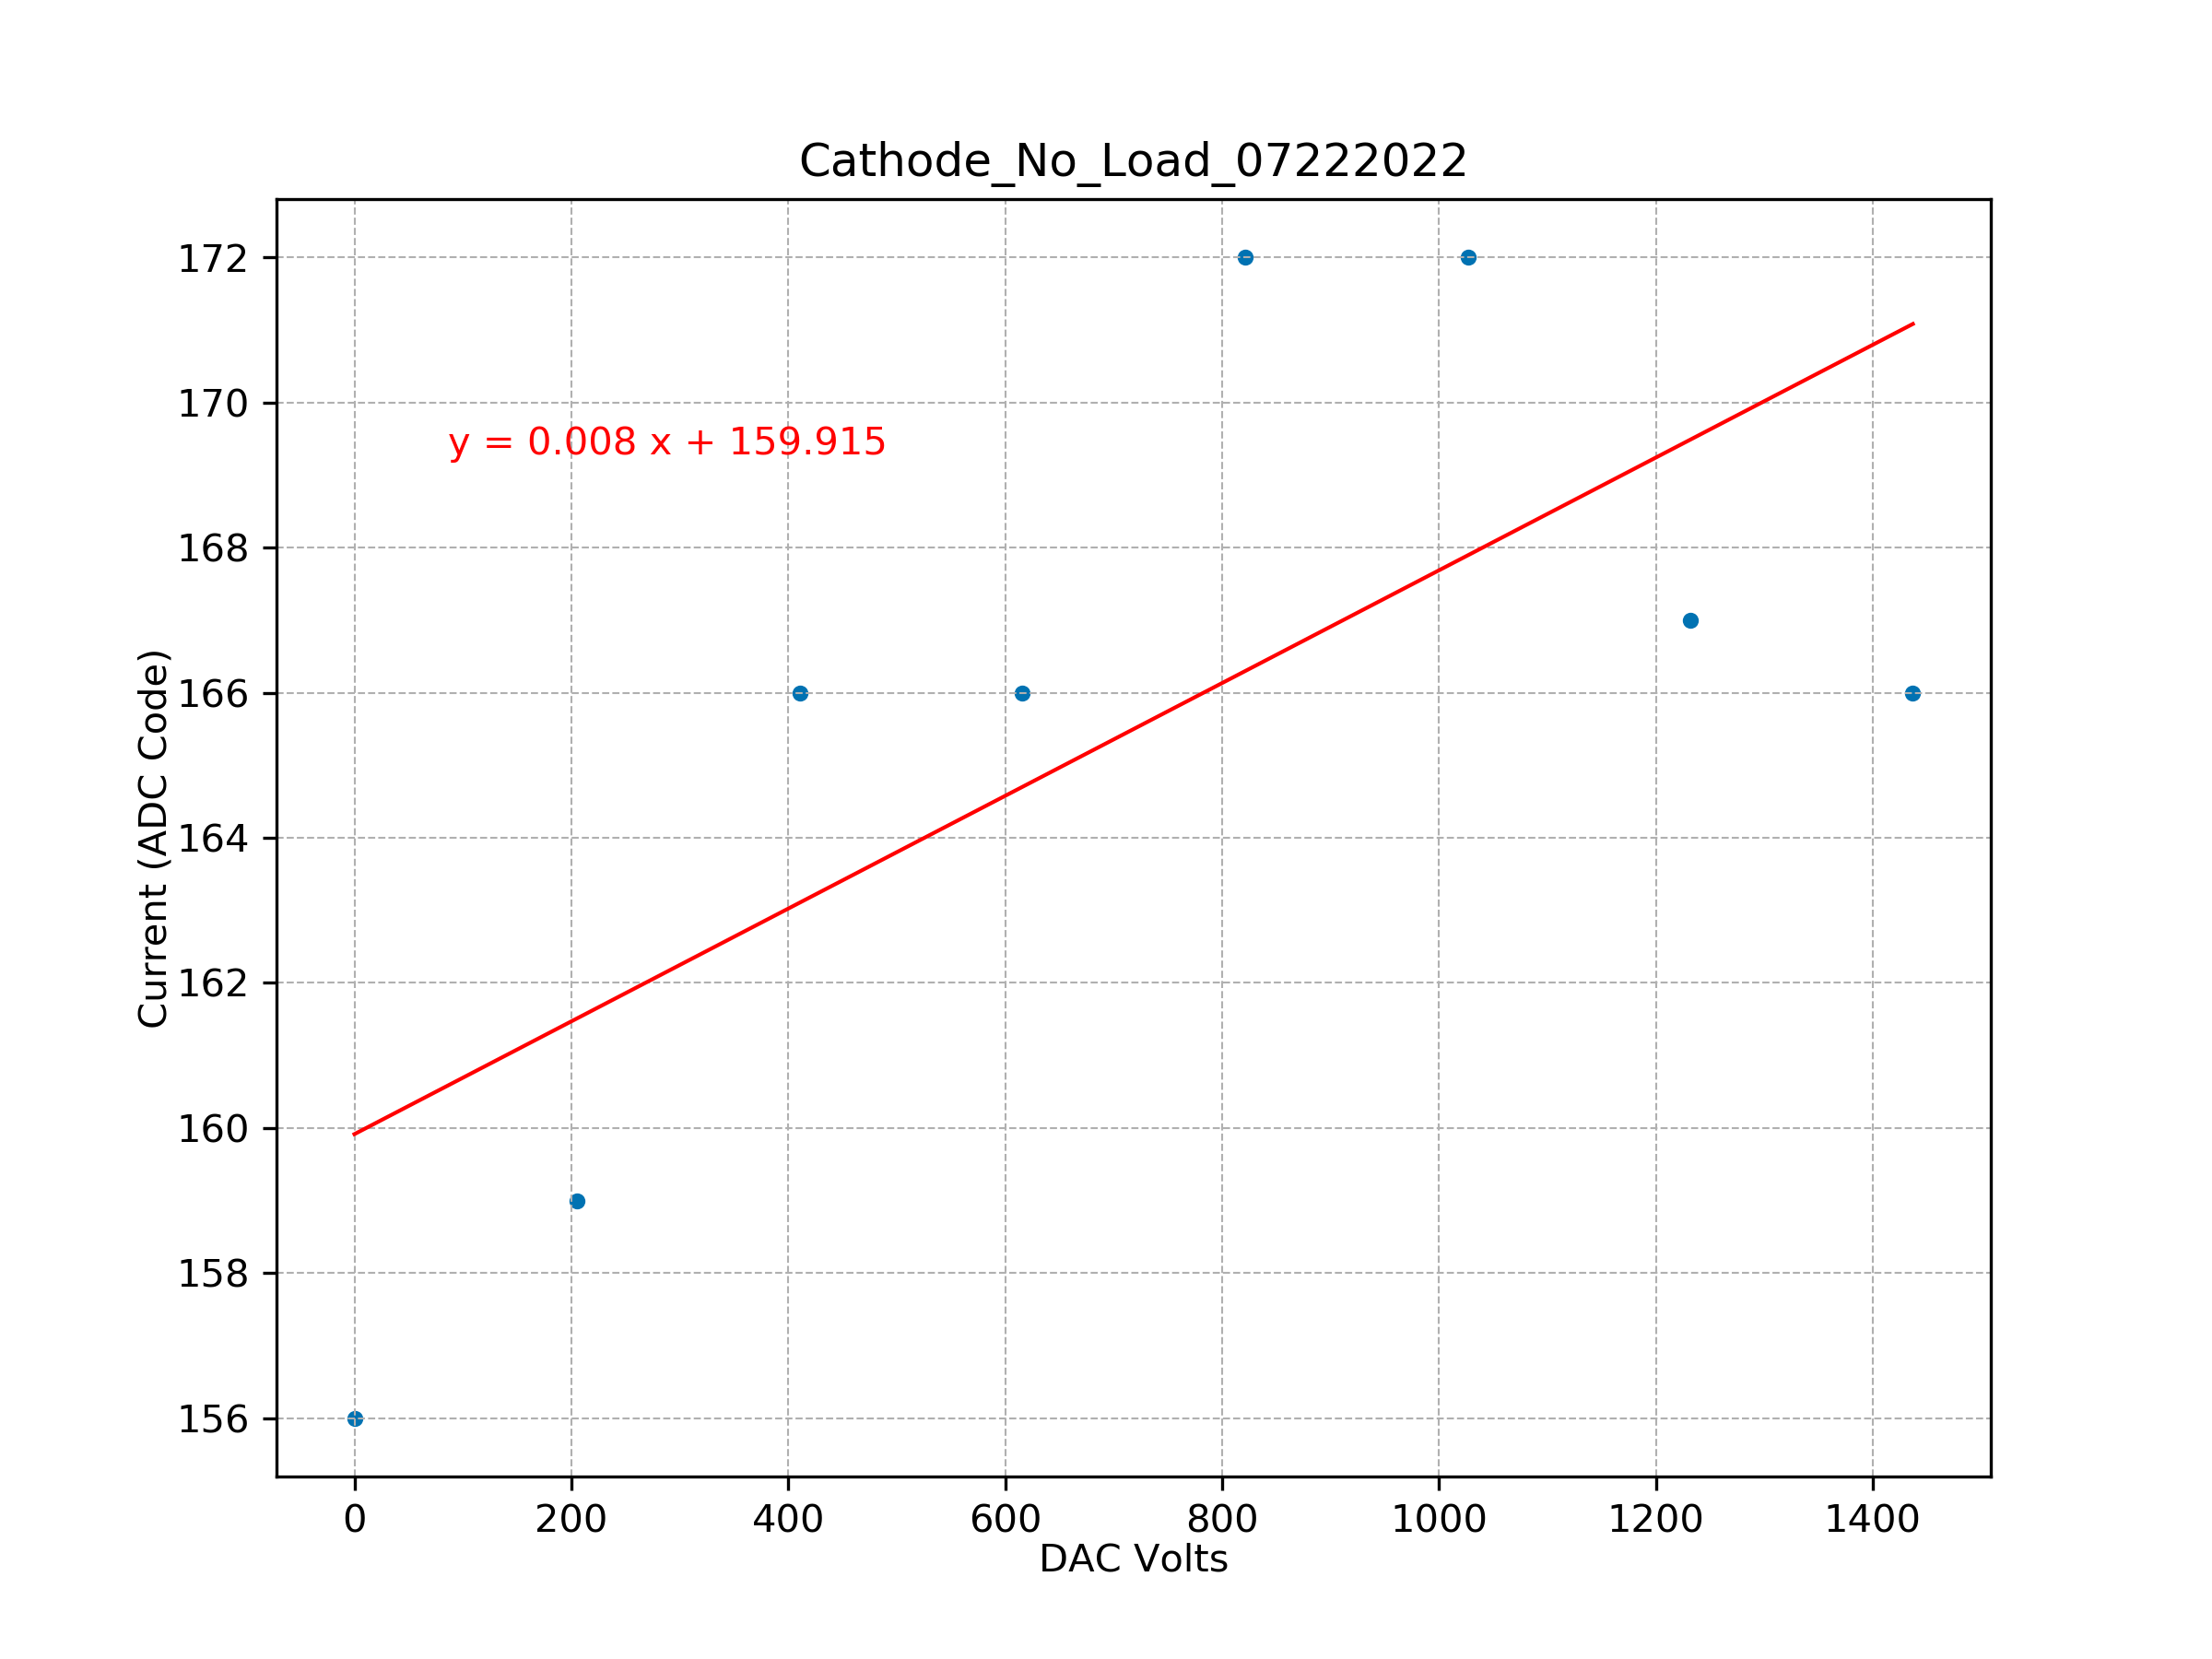 Cathode_No_Load_07222022
172
170
y = 0.008 x + 159.915
168
166
164
162
160
158
156
Current (ADC Code)
0 200 400 600 800 1000 1200 1400
DAC Volts